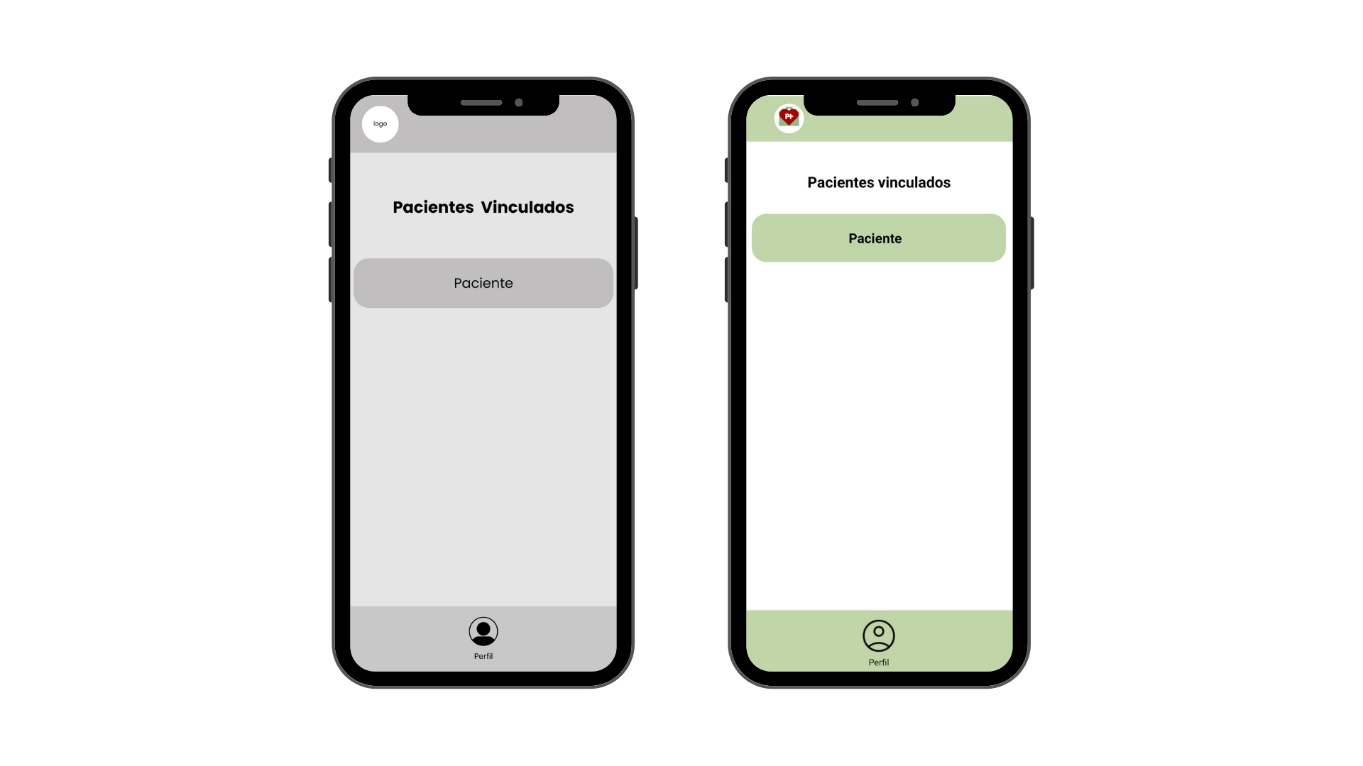 logo
Pacientes Vinculados
Paciente
Perfil
P+
Pacientes vinculados
Paciente
Perfil